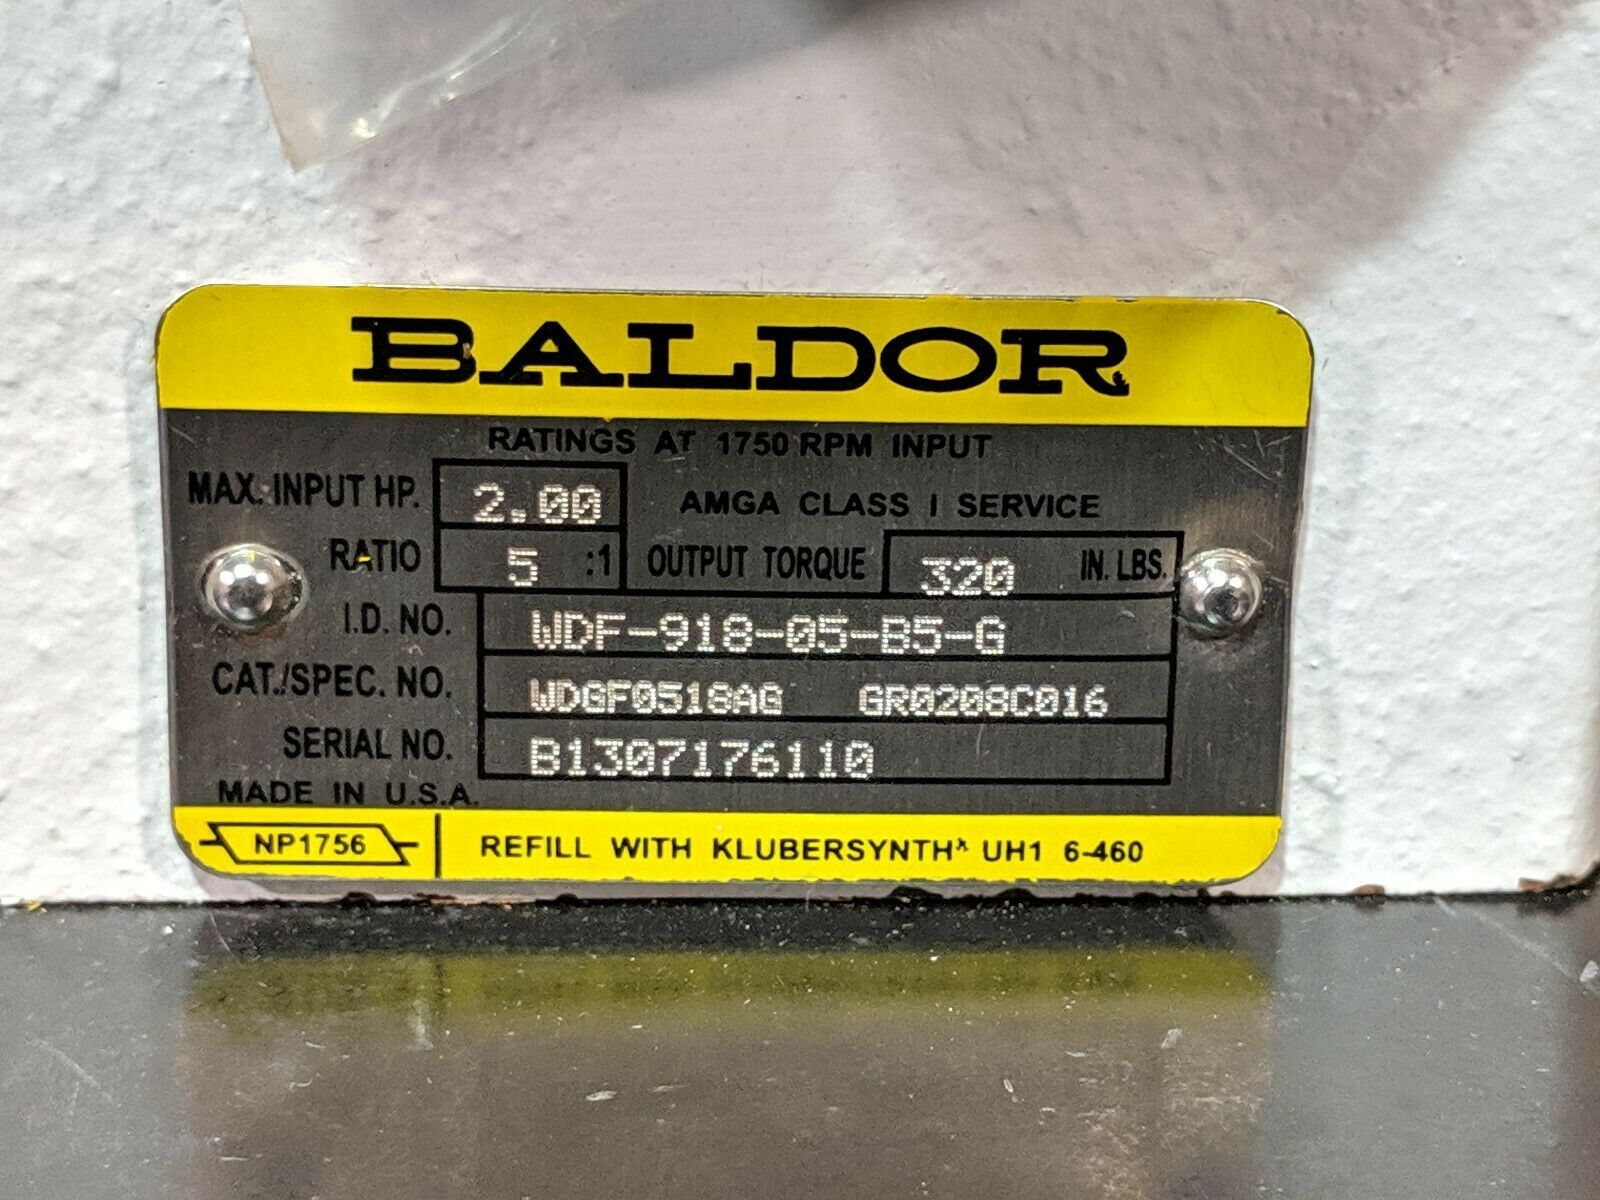 BALDOR
RATINGS AT 1750 RPM INPUT
MAX. INPUT HP. 2.00 AMGA CLASS I SERVICE
RATIO 5 :1 OUTPUT TORQUE 320 IN. LBS.
I.D. NO. WDF-918-05-B5-G
CAT./SPEC. NO. WDGF0518AG GR0208C016
SERIAL NO. B1307176110
MADE IN U.S.A.
NP1756 REFILL WITH KLUBERSYNTH* UH1 6-460